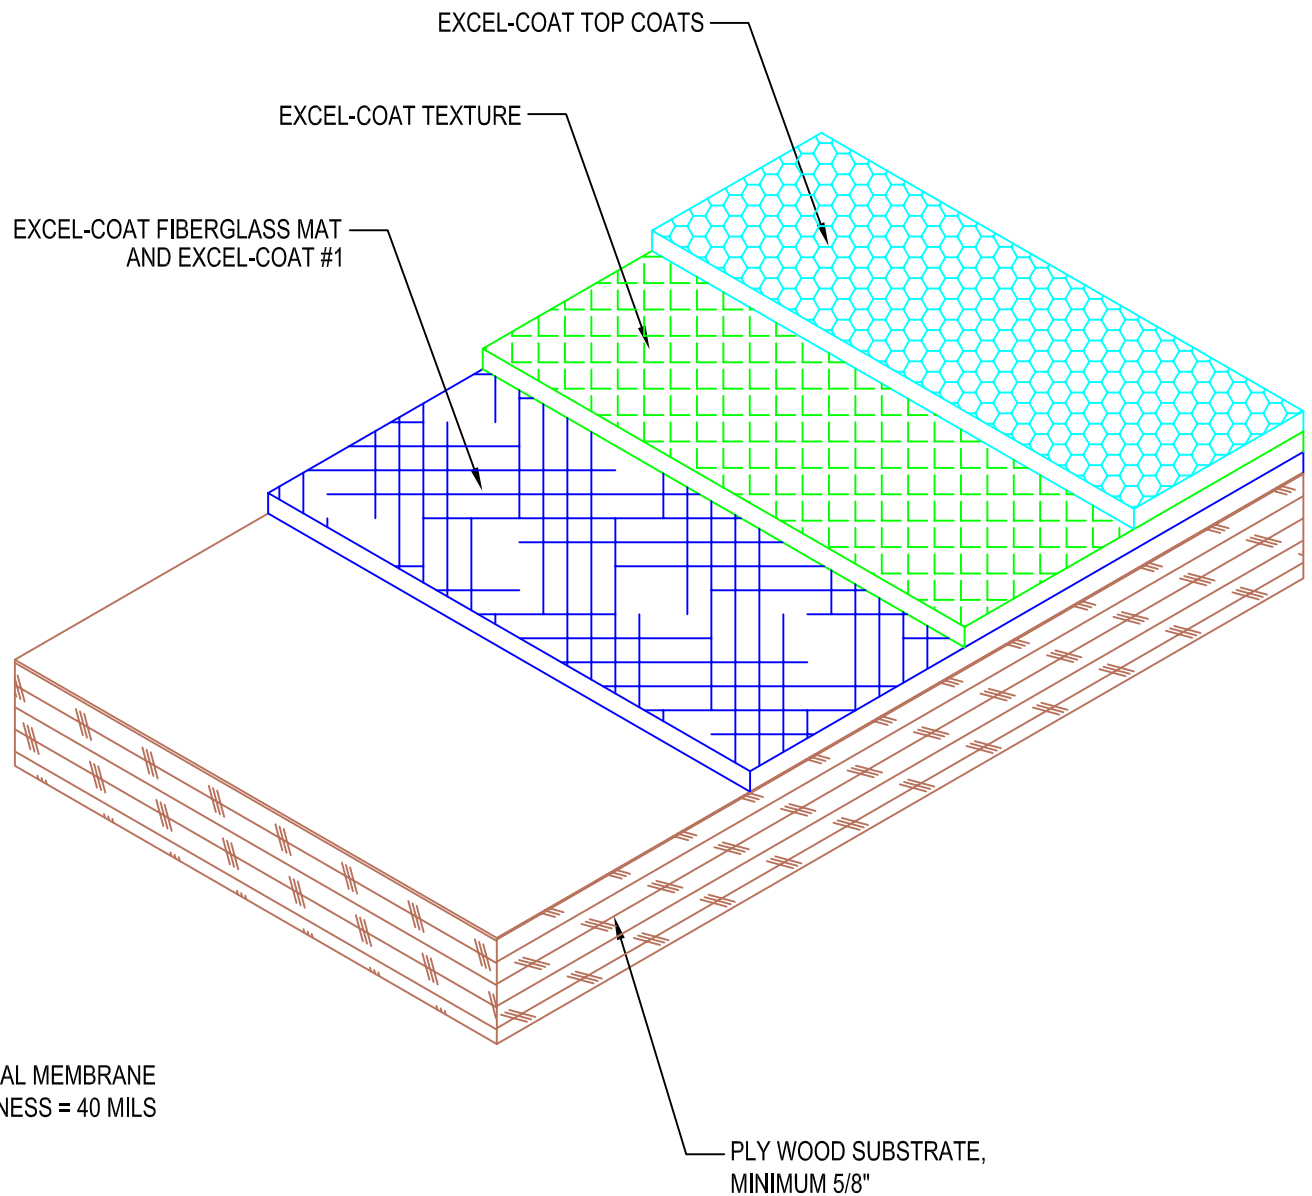 EXCEL-COAT TOP COATS
EXCEL-COAT TEXTURE
EXCEL-COAT FIBERGLASS MAT
AND EXCEL-COAT #1
AL MEMBRANE
NESS = 40 MILS
PLY WOOD SUBSTRATE,
MINIMUM 5/8"